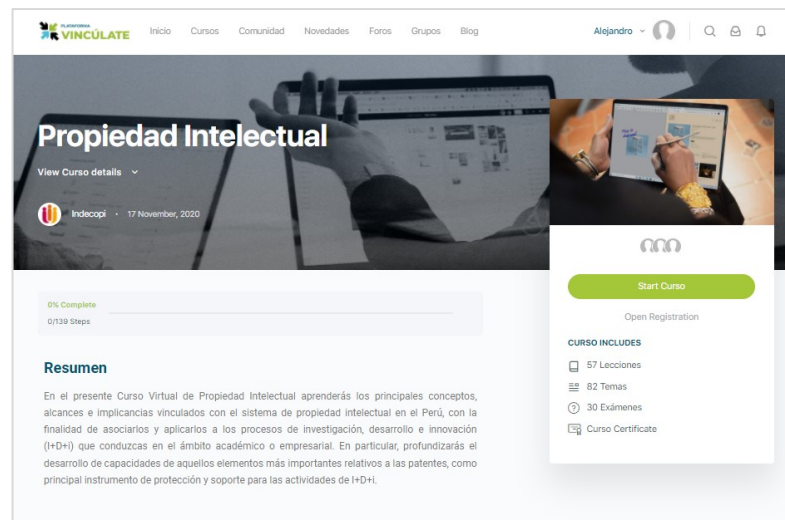 PLATAFORMA
VINCÚLATE
Inicio Cursos Comunidad Novedades Foros Grupos Blog
Alejandro
Propiedad Intelectual
View Curso details
Indecopi · 17 November, 2020
Start Curso
Open Registration
CURSO INCLUDES
57 Lecciones
82 Temas
30 Exámenes
Curso Certificate
0% Complete
0/139 Steps
Resumen
En el presente Curso Virtual de Propiedad Intelectual aprenderás los principales conceptos,
alcances e implicancias vinculados con el sistema de propiedad intelectual en el Perú, con la
finalidad de asociarlos y aplicarlos a los procesos de investigación, desarrollo e innovación
(I+D+i) que conduzcas en el ámbito académico o empresarial. En particular, profundizarás el
desarrollo de capacidades de aquellos elementos más importantes relativos a las patentes, como
principal instrumento de protección y soporte para las actividades de I+D+i.